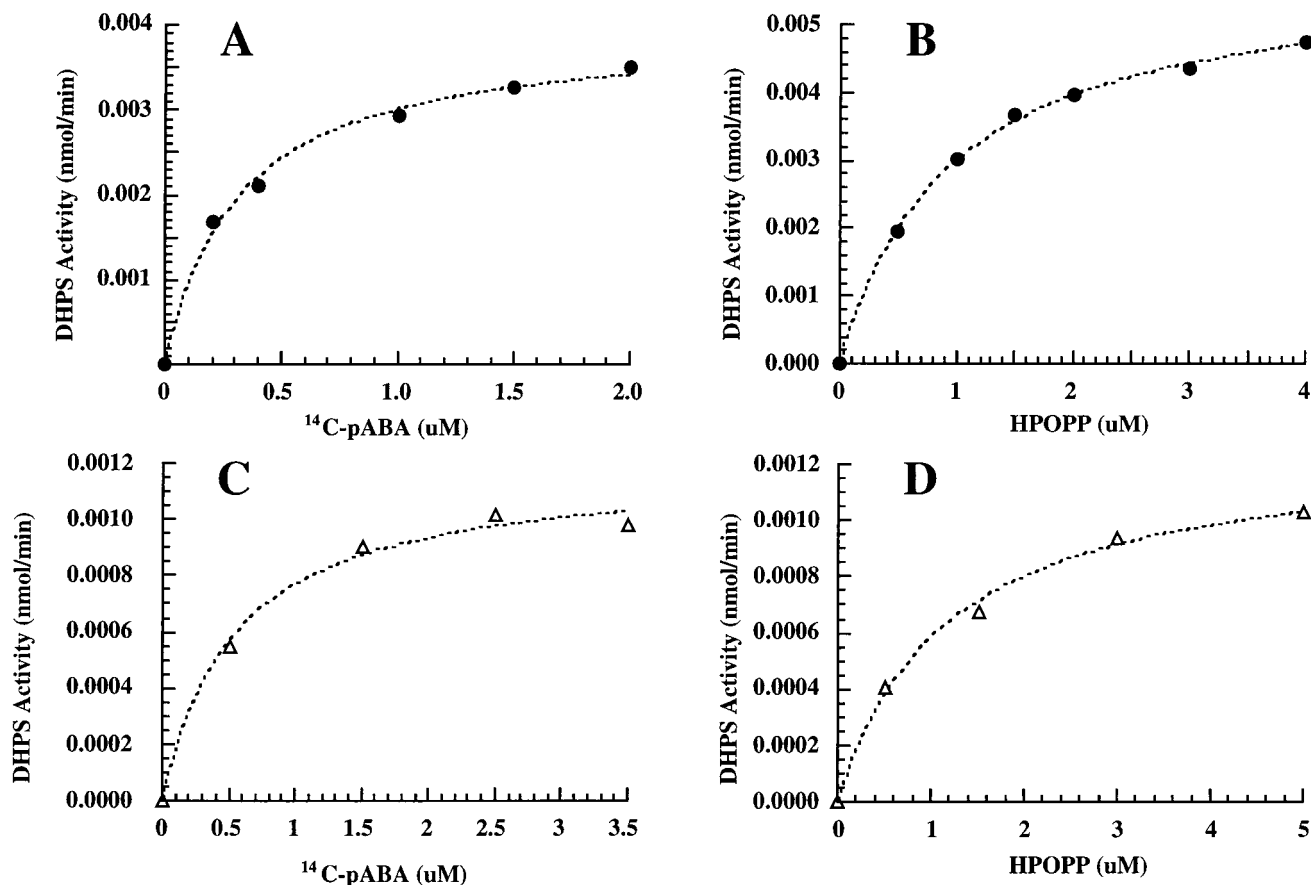 A
DHPS Activity (nmol/min)
0.004
0.003
0.002
0.001
0 0.5 1.0 1.5 2.0
¹⁴C-pABA (uM)
B
DHPS Activity (nmol/min)
0.005
0.004
0.003
0.002
0.001
0.000
0 1 2 3 4
HPOPP (uM)
C
DHPS Activity (nmol/min)
0.0012
0.0010
0.0008
0.0006
0.0004
0.0002
0.0000
0 0.5 1 1.5 2 2.5 3 3.5
¹⁴C-pABA (uM)
D
DHPS Activity (nmol/min)
0.0012
0.0010
0.0008
0.0006
0.0004
0.0002
0.0000
0 1 2 3 4 5
HPOPP (uM)